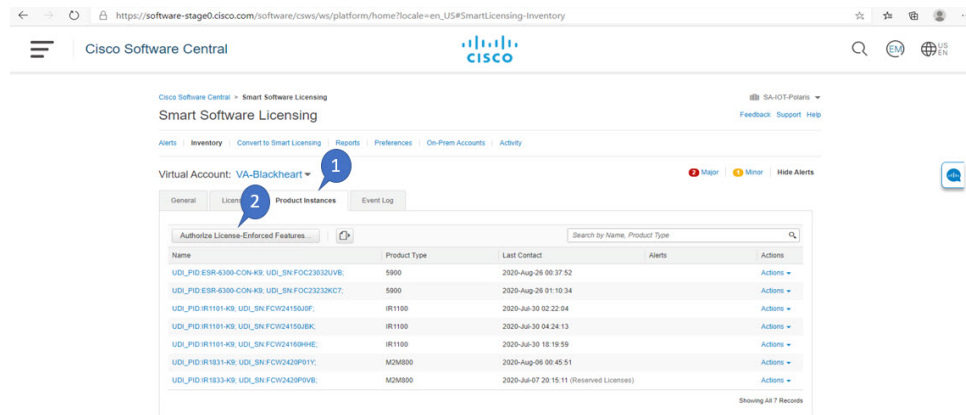 https://software-stage0.cisco.com/software/csws/ws/platform/home?locale=en_US#SmartLicensing-Inventory
Cisco Software Central
CISCO
EM
US EN
Cisco Software Central > Smart Software Licensing
SA-IOT-Polaris
Smart Software Licensing
Feedback Support Help
Alerts | Inventory | Convert to Smart Licensing | Reports | Preferences | On-Prem Accounts | Activity
1
Virtual Account: VA-Blackheart
2 Major | 1 Minor | Hide Alerts
General
2
Product Instances
Event Log
Authorize License-Enforced Features...
Search by Name, Product Type
Name Product Type Last Contact Alerts Actions
UDI_PID:ESR-6300-CON-K9; UDI_SN:FOC23032UVB; 5900 2020-Aug-26 00:37:52 Actions
UDI_PID:ESR-6300-CON-K9; UDI_SN:FOC23232KC7; 5900 2020-Aug-26 01:10:34 Actions
UDI_PID:IR1101-K9; UDI_SN:FCW24150J0F; IR1100 2020-Jul-30 02:22:04 Actions
UDI_PID:IR1101-K9; UDI_SN:FCW24150JBK; IR1100 2020-Jul-30 04:24:13 Actions
UDI_PID:IR1101-K9; UDI_SN:FCW24160HHE; IR1100 2020-Jul-30 18:19:59 Actions
UDI_PID:IR1831-K9; UDI_SN:FCW2420P01Y; M2M800 2020-Aug-06 00:45:51 Actions
UDI_PID:IR1833-K9; UDI_SN:FCW2420P0VB; M2M800 2020-Jul-07 20:15:11 (Reserved Licenses) Actions
Showing All 7 Records